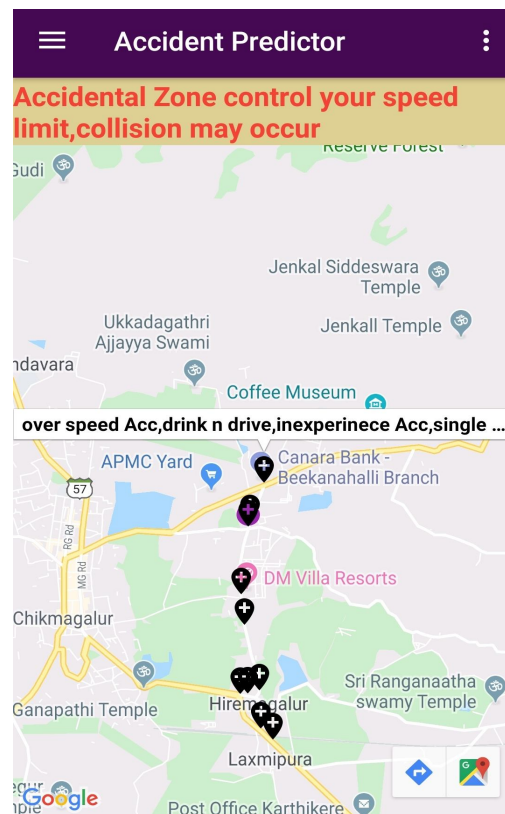 Accident Predictor
Accidental Zone control your speed
limit,collision may occur
Reserve Forest
Gudi
Jenkal Siddeswara
Temple
Ukkadagathri
Ajjayya Swami
Jenkall Temple
ndavara
Coffee Museum
over speed Acc,drink n drive,inexperinece Acc,single ...
APMC Yard
Canara Bank -
Beekanahalli Branch
57
RG Rd
MG Rd
DM Villa Resorts
Chikmagalur
Sri Ranganaatha
swamy Temple
Ganapathi Temple
Hiremagalur
Laxmipura
Google
Post Office Karthikere